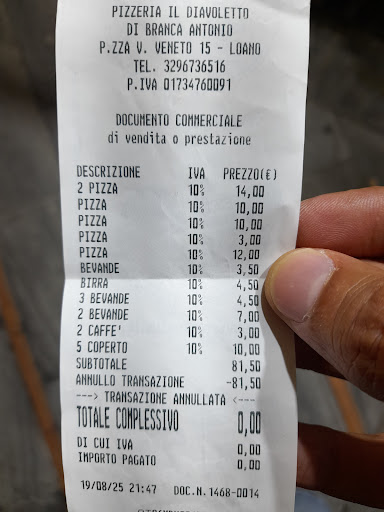 PIZZERIA IL DIAVOLETTO
DI BRANCA ANTONIO
P.ZZA V. VENETO 15 - LOANO
TEL. 3296736516
P.IVA 01734760091
DOCUMENTO COMMERCIALE
di vendita o prestazione
DESCRIZIONE IVA PREZZO(€)
2 PIZZA 10% 14,00
PIZZA 10% 10,00
PIZZA 10% 10,00
PIZZA 10% 3,00
PIZZA 10% 12,00
BEVANDE 10% 3,50
BIRRA 10% 4,50
3 BEVANDE 10% 4,50
2 BEVANDE 10% 7,00
2 CAFFE' 10% 3,00
5 COPERTO 10% 10,00
SUBTOTALE 81,50
ANNULLO TRANSAZIONE -81,50
---> TRANSAZIONE ANNULLATA <---
TOTALE COMPLESSIVO 0,00
DI CUI IVA 0,00
IMPORTO PAGATO 0,00
19/08/25 21:47 DOC.N.1468-0014